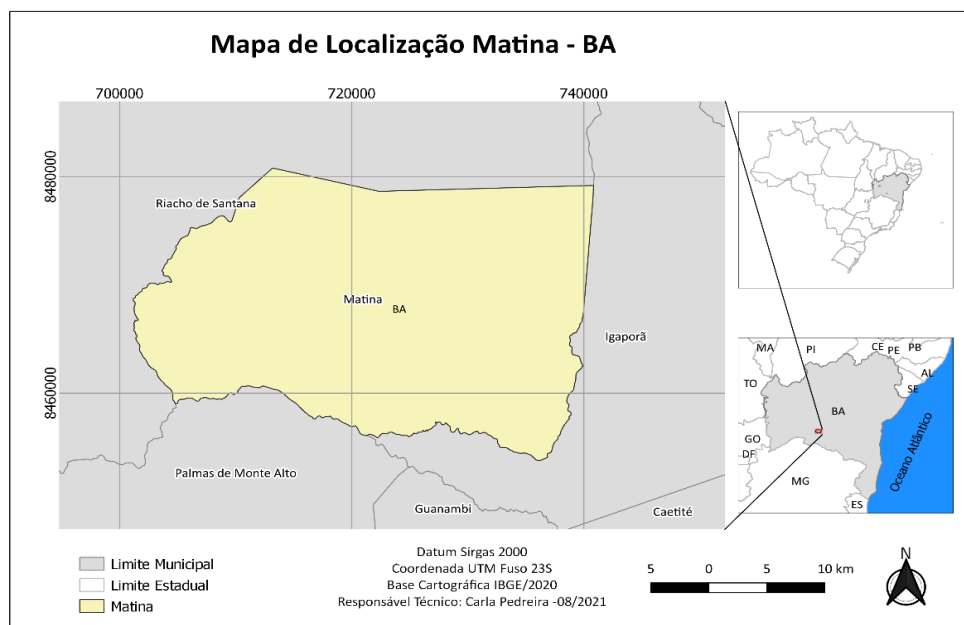 Mapa de Localização Matina - BA
700000
720000
740000
8480000
8460000
Riacho de Santana
Matina
BA
Igaporã
Palmas de Monte Alto
Guanambi
Caetité
MA
PI
CE
PE
PB
TO
AL
SE
BA
GO
DF
MG
ES
Oceano Atlântico
Limite Municipal
Limite Estadual
Matina
Datum Sirgas 2000
Coordenada UTM Fuso 23S
Base Cartográfica IBGE/2020
Responsável Técnico: Carla Pedreira -08/2021
5 0 5 10 km
N